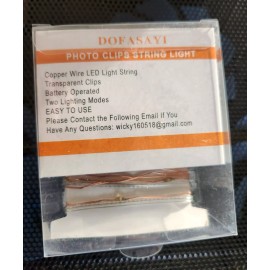 DOFASAYI
PHOTO CLIPS STRING LIGHT
Copper Wire LED Light String
Transparent Clips
Battery Operated
Two Lighting Modes
EASY TO USE
Please Contact the Following Email If You
Have Any Questions: wicky160518@gmail.com